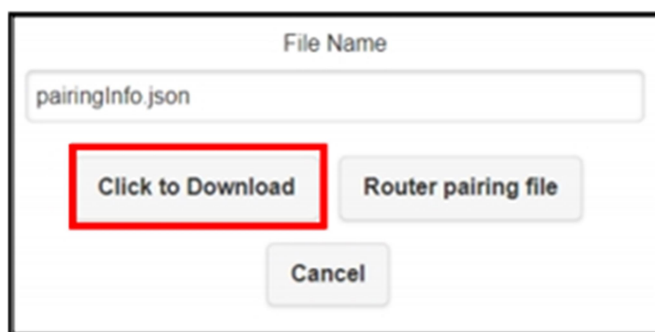 File Name
pairingInfo.json
Click to Download
Router pairing file
Cancel